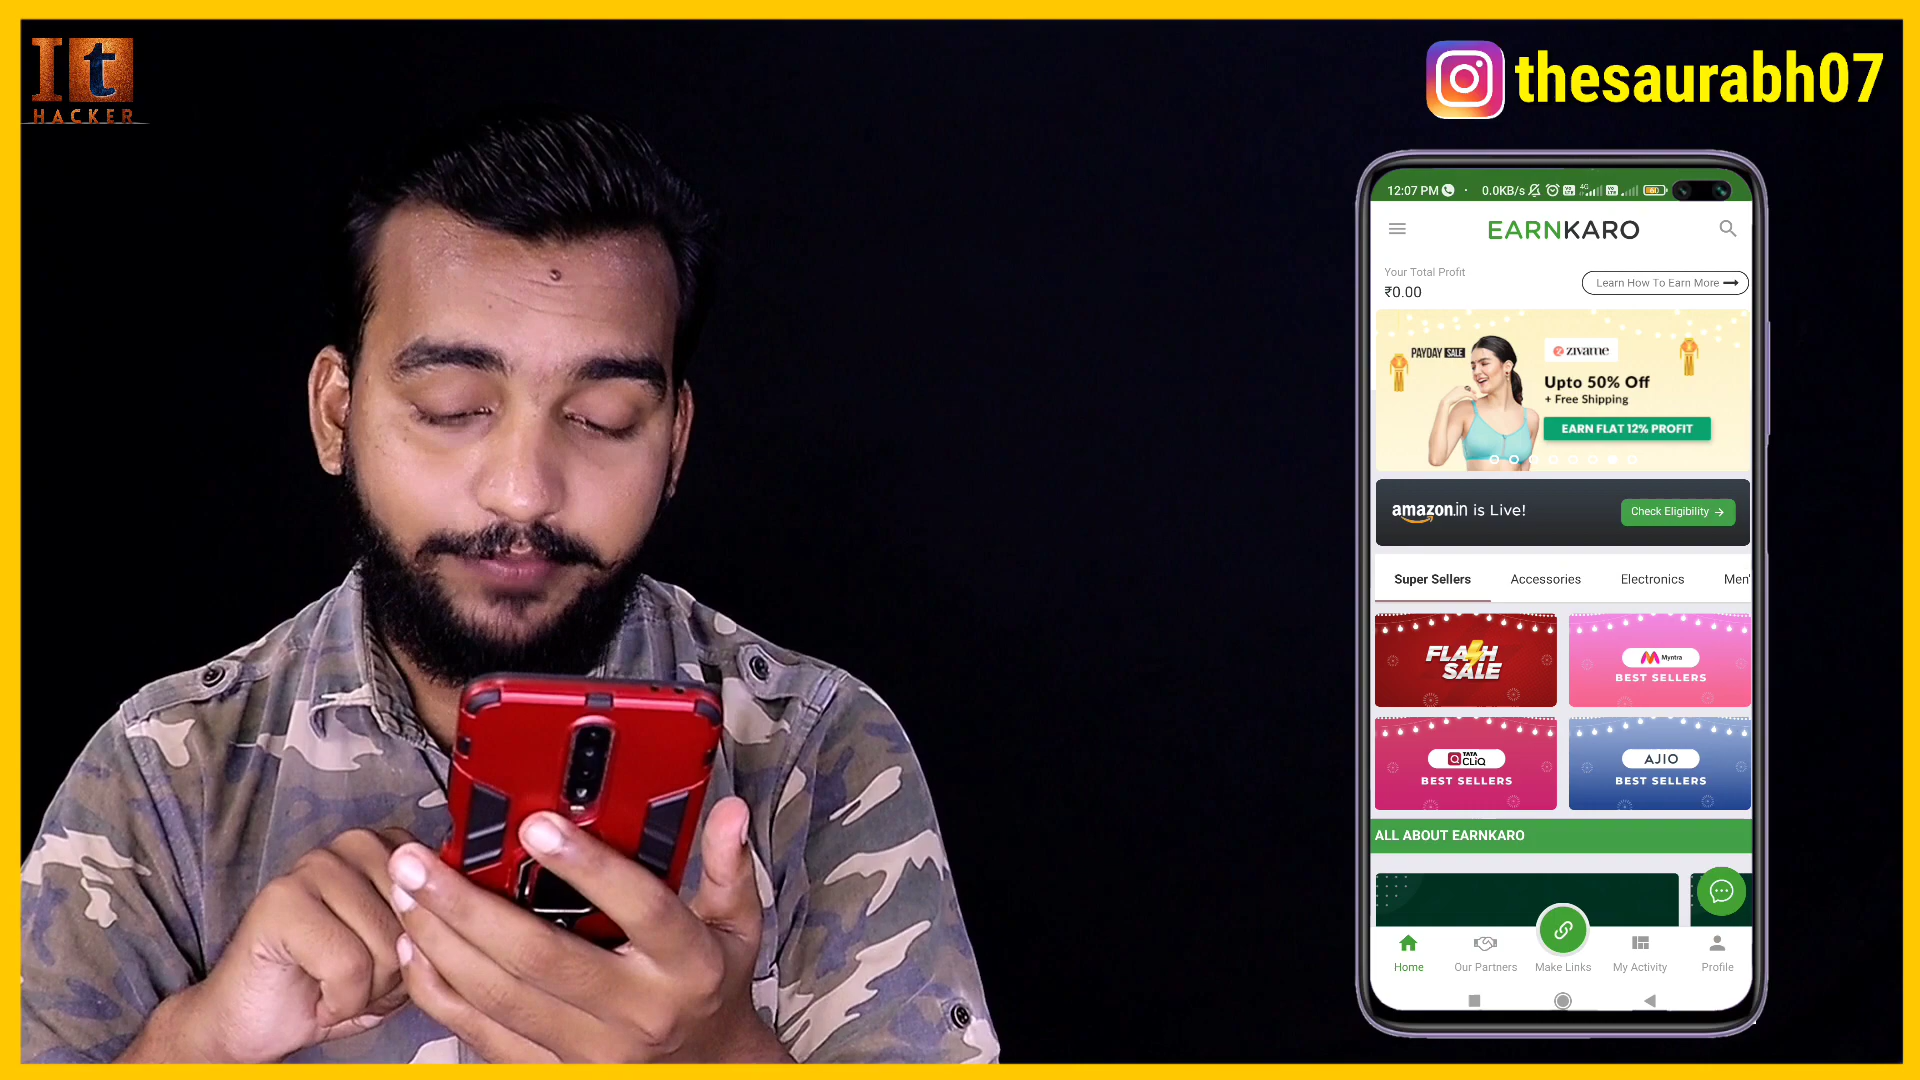 It
HACKER
thesaurabh07
12:07 PM
0.0KB/s
4G
60
EARNKARO
Your Total Profit
₹0.00
Learn How To Earn More
PAYDAY SALE
zivame
Upto 50% Off
+ Free Shipping
EARN FLAT 12% PROFIT
amazon.in is Live!
Check Eligibility
Super Sellers
Accessories
Electronics
Men'
FLASH
SALE
Myntra
BEST SELLERS
TATA
CLiQ
BEST SELLERS
AJIO
BEST SELLERS
ALL ABOUT EARNKARO
Home
Our Partners
Make Links
My Activity
Profile